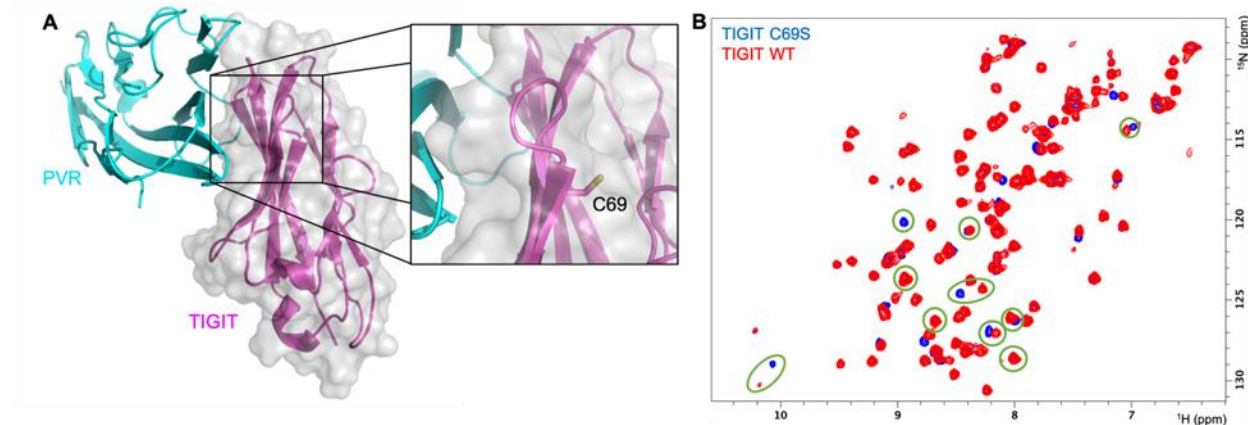 A
PVR
TIGIT
C69
B
TIGIT C69S
TIGIT WT
¹⁵N (ppm)
115
120
125
130
10
9
8
7
¹H (ppm)